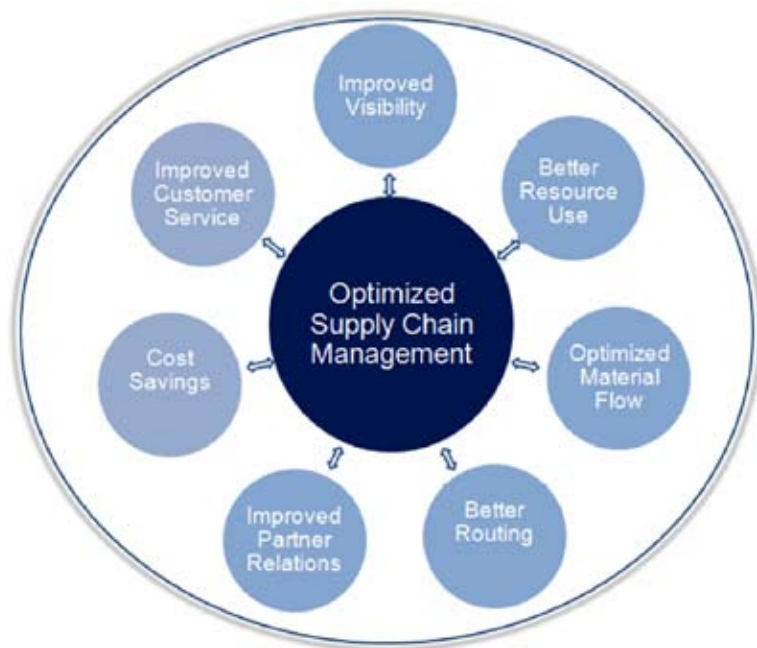 Improved
Visibility
Better
Resource
Use
Optimized
Material
Flow
Better
Routing
Improved
Partner
Relations
Cost
Savings
Improved
Customer
Service
Optimized
Supply Chain
Management